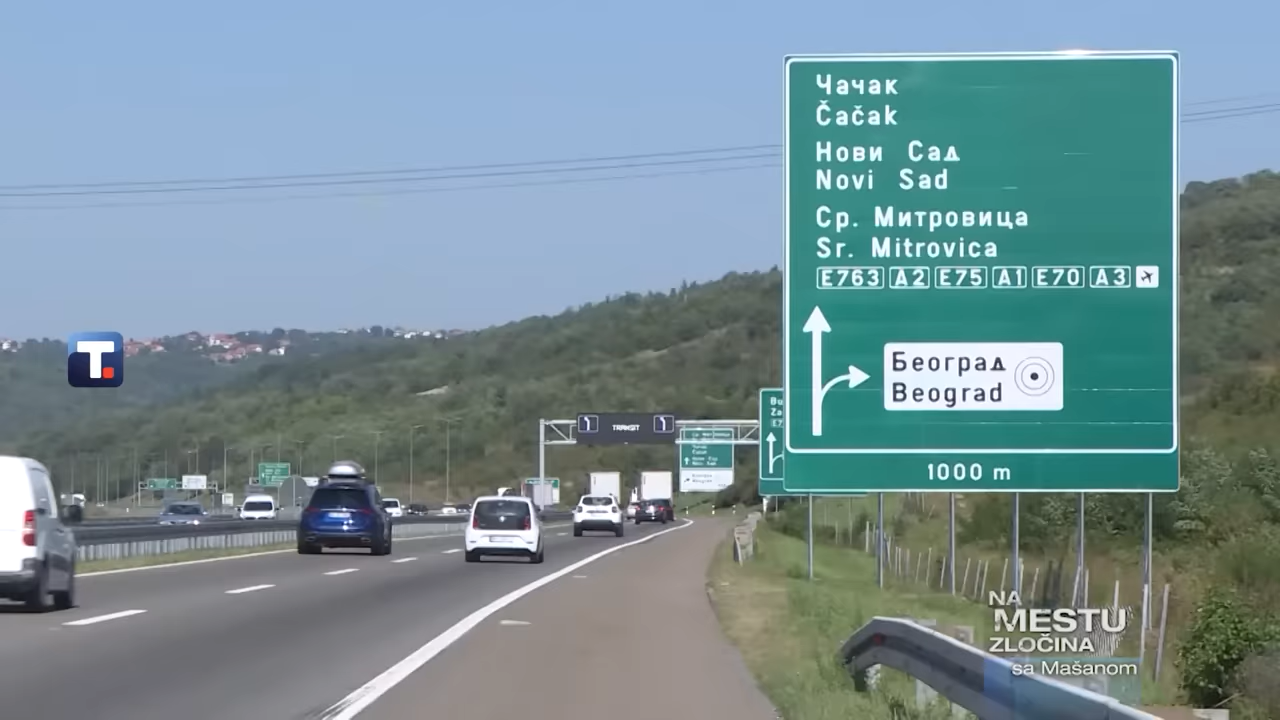 Чачак
Čačak
Нови Сад
Novi Sad
Ср. Митровица
Sr. Mitrovica
E763 A2 E75 A1 E70 A3
Београд
Beograd
1000 m
TRANSIT
T.
NA
MESTU
ZLOČINA
sa Mašanom